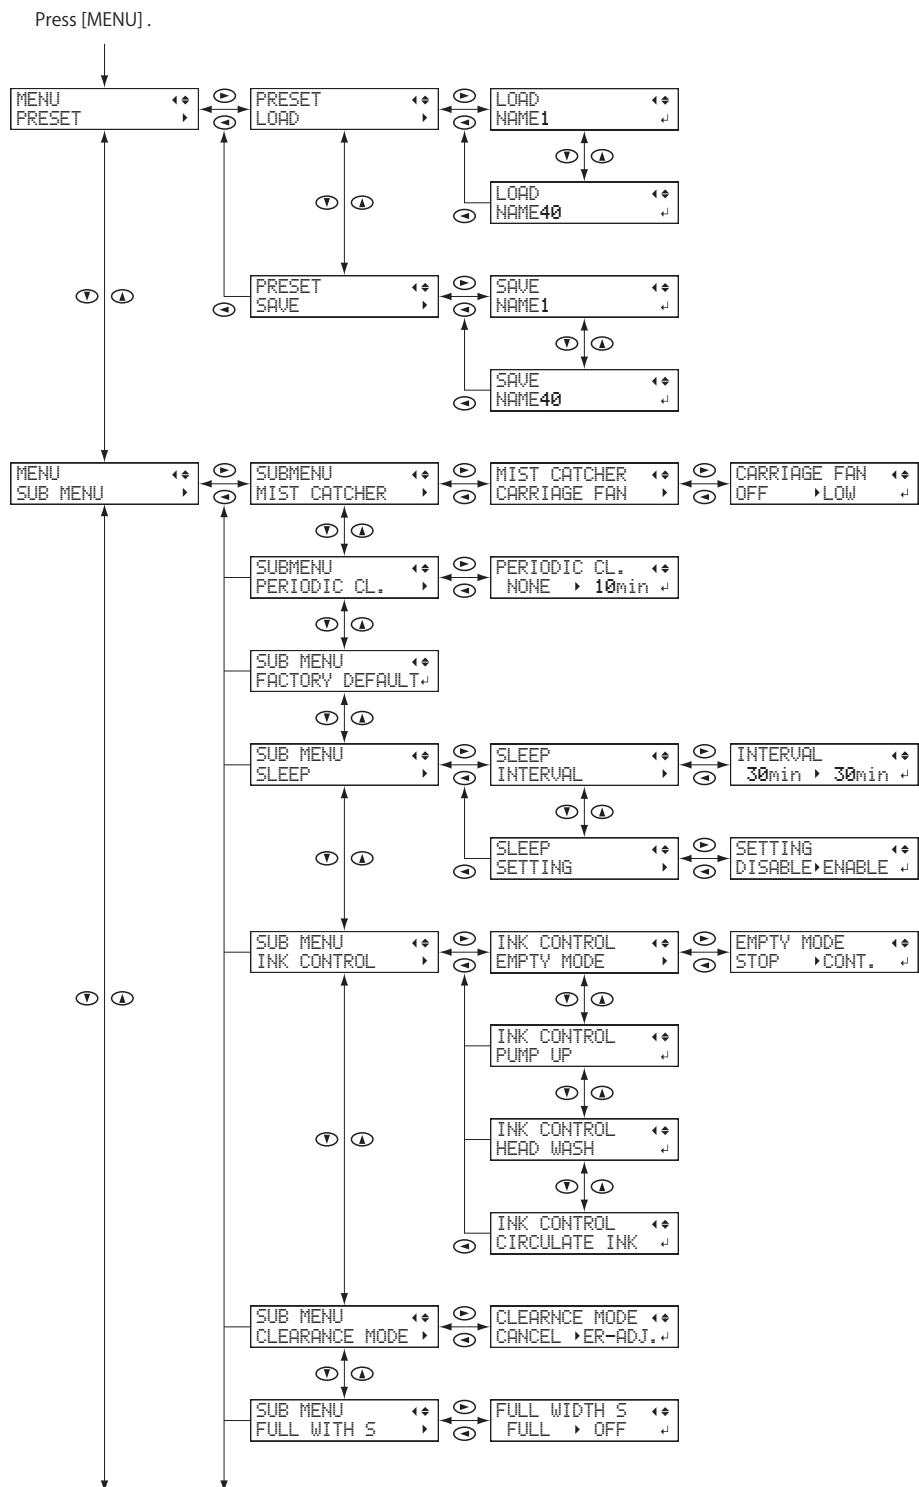 Press [MENU] .
MENU
PRESET
PRESET
LOAD
LOAD
NAME1
LOAD
NAME40
PRESET
SAVE
SAVE
NAME1
SAVE
NAME40
MENU
SUB MENU
SUBMENU
MIST CATCHER
MIST CATCHER
CARRIAGE FAN
CARRIAGE FAN
OFF LOW
SUBMENU
PERIODIC CL.
PERIODIC CL.
NONE 10min
SUB MENU
FACTORY DEFAULT
SUB MENU
SLEEP
SLEEP
INTERVAL
INTERVAL
30min 30min
SLEEP
SETTING
SETTING
DISABLE ENABLE
SUB MENU
INK CONTROL
INK CONTROL
EMPTY MODE
EMPTY MODE
STOP CONT.
INK CONTROL
PUMP UP
INK CONTROL
HEAD WASH
INK CONTROL
CIRCULATE INK
SUB MENU
CLEARANCE MODE
CLEARNCE MODE
CANCEL ER-ADJ.
SUB MENU
FULL WITH S
FULL WIDTH S
FULL OFF